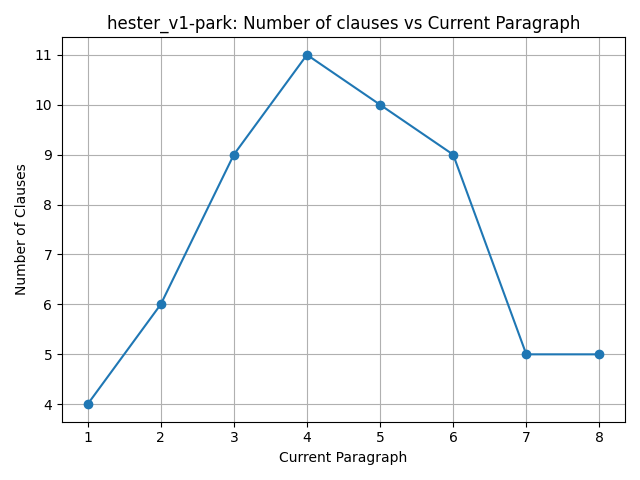 hester_v1-park: Number of clauses vs Current Paragraph
11
10
9
8
7
6
5
4
Number of Clauses
1 2 3 4 5 6 7 8
Current Paragraph